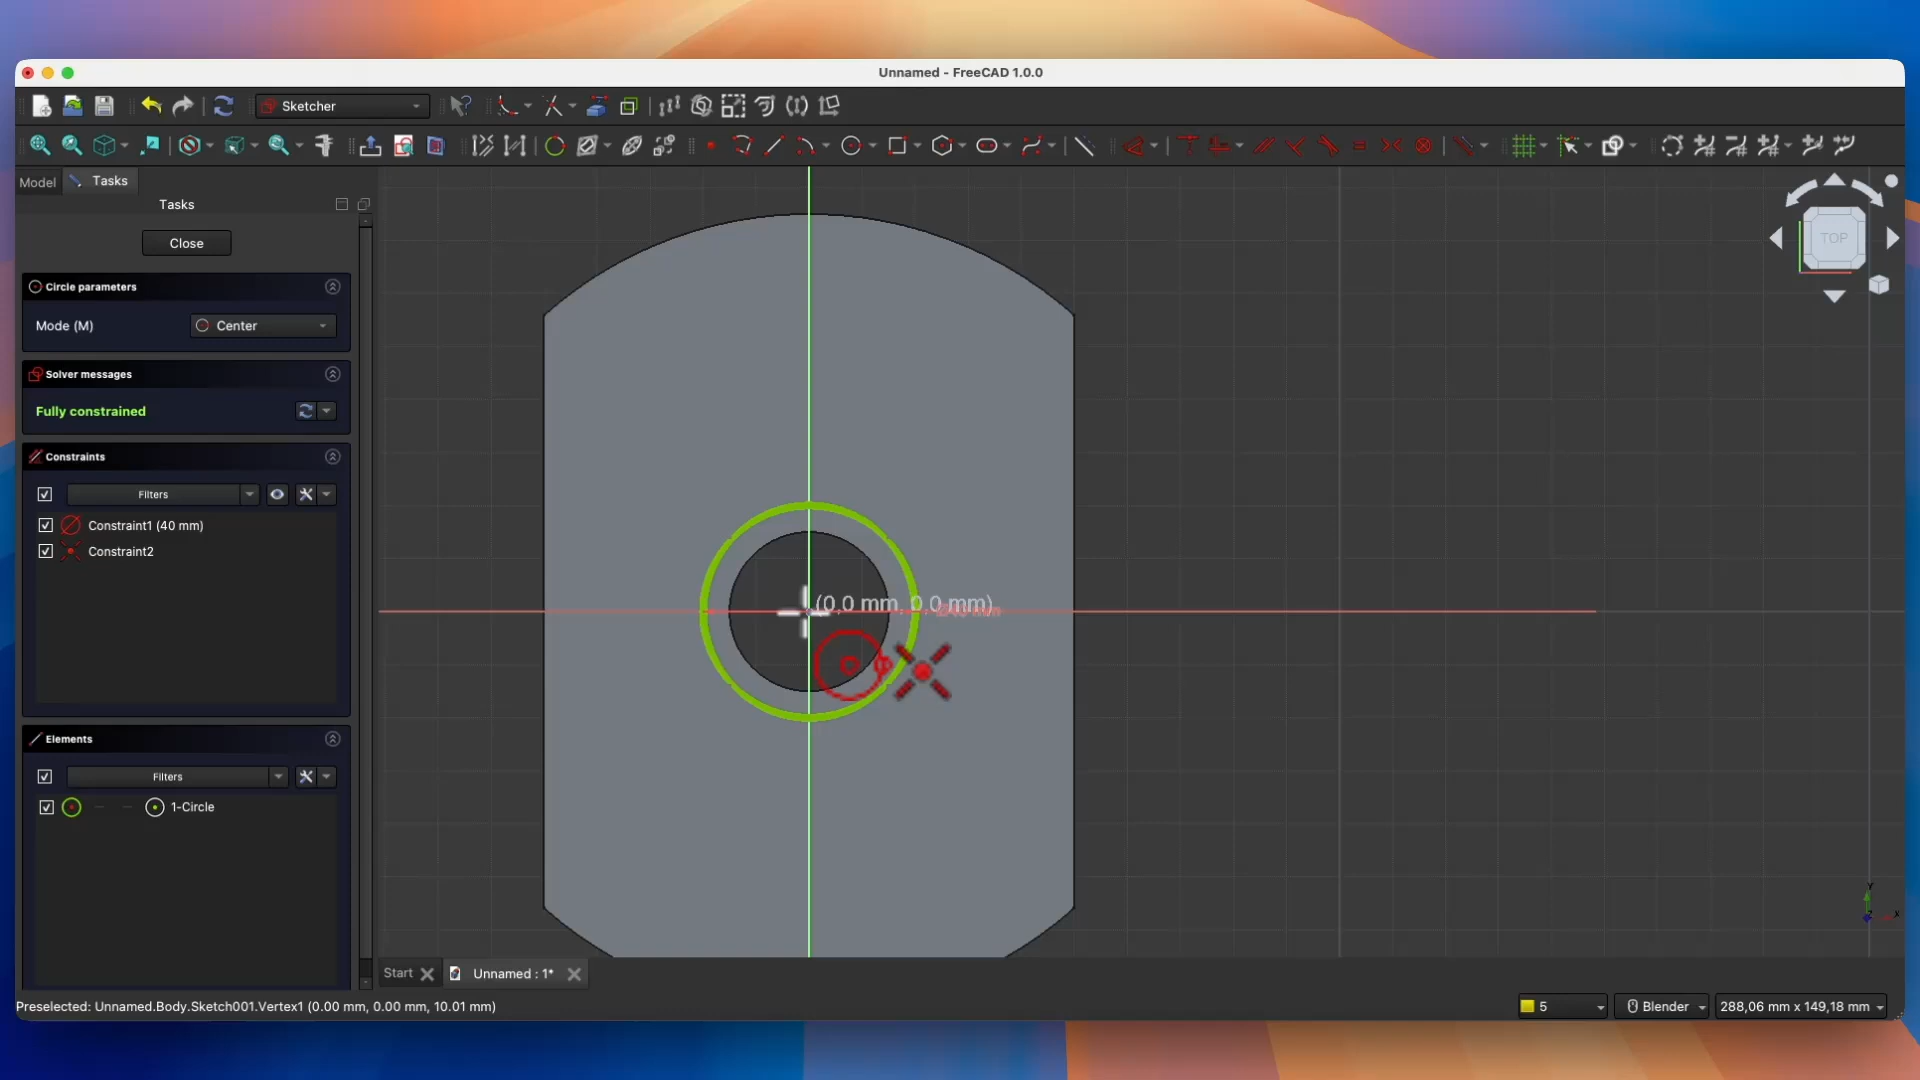 Unnamed - FreeCAD 1.0.0
Sketcher
Model
Tasks
Tasks
Close
Circle parameters
Mode (M)
Center
Solver messages
Fully constrained
Constraints
Filters
Constraint1 (40 mm)
Constraint2
Elements
Filters
1-Circle
TOP
(0,0 mm, 0,0 mm)
Y
Z
X
Start
Unnamed : 1*
Preselected: Unnamed.Body.Sketch001.Vertex1 (0.00 mm, 0.00 mm, 10.01 mm)
5
Blender
288,06 mm x 149,18 mm